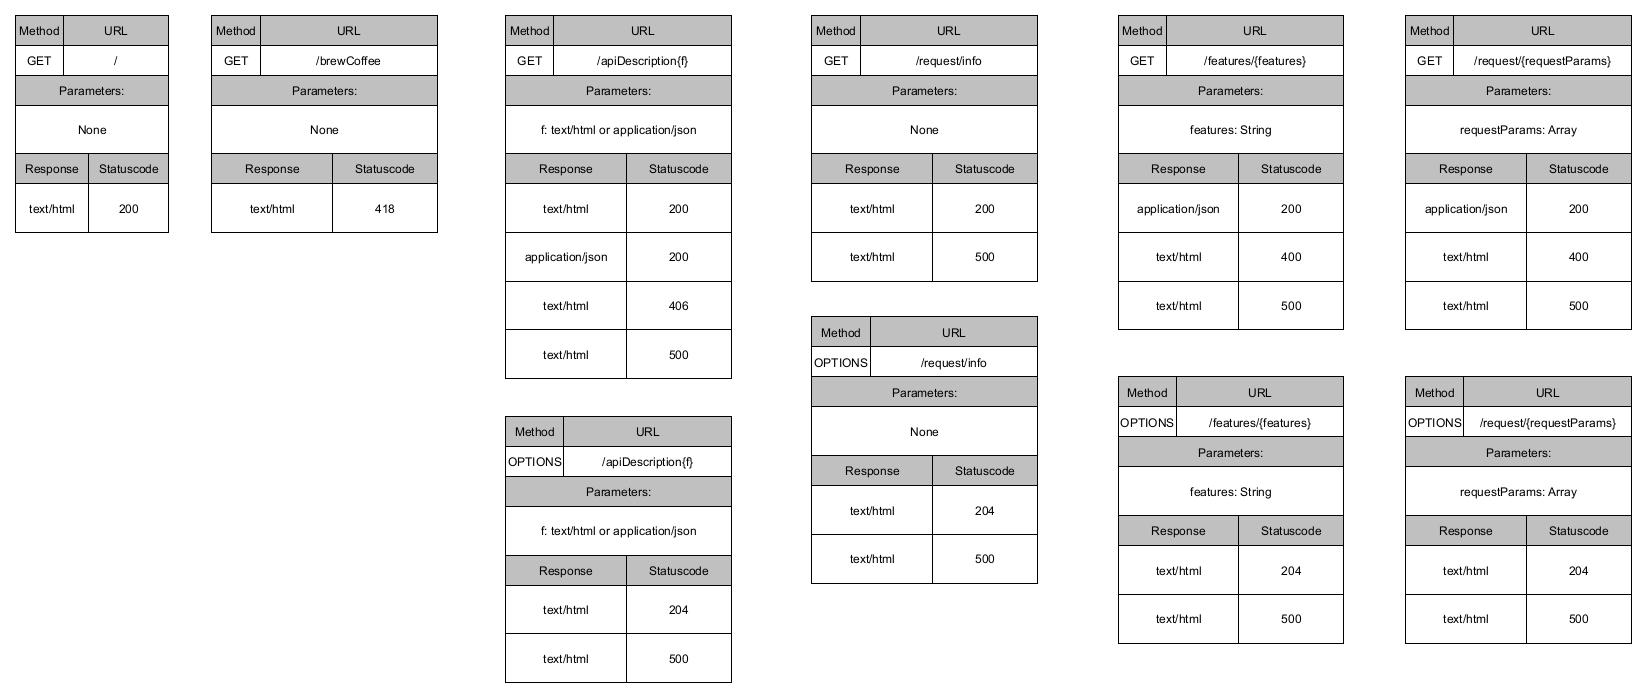 Method URL
GET /
Parameters:
None
Response Statuscode
text/html 200
Method URL
GET /brewCoffee
Parameters:
None
Response Statuscode
text/html 418
Method URL
GET /apiDescription{f}
Parameters:
f: text/html or application/json
Response Statuscode
text/html 200
application/json 200
text/html 406
text/html 500
Method URL
OPTIONS /apiDescription{f}
Parameters:
f: text/html or application/json
Response Statuscode
text/html 204
text/html 500
Method URL
GET /request/info
Parameters:
None
Response Statuscode
text/html 200
text/html 500
Method URL
OPTIONS /request/info
Parameters:
None
Response Statuscode
text/html 204
text/html 500
Method URL
GET /features/{features}
Parameters:
features: String
Response Statuscode
application/json 200
text/html 400
text/html 500
Method URL
OPTIONS /features/{features}
Parameters:
features: String
Response Statuscode
text/html 204
text/html 500
Method URL
GET /request/{requestParams}
Parameters:
requestParams: Array
Response Statuscode
application/json 200
text/html 400
text/html 500
Method URL
OPTIONS /request/{requestParams}
Parameters:
requestParams: Array
Response Statuscode
text/html 204
text/html 500